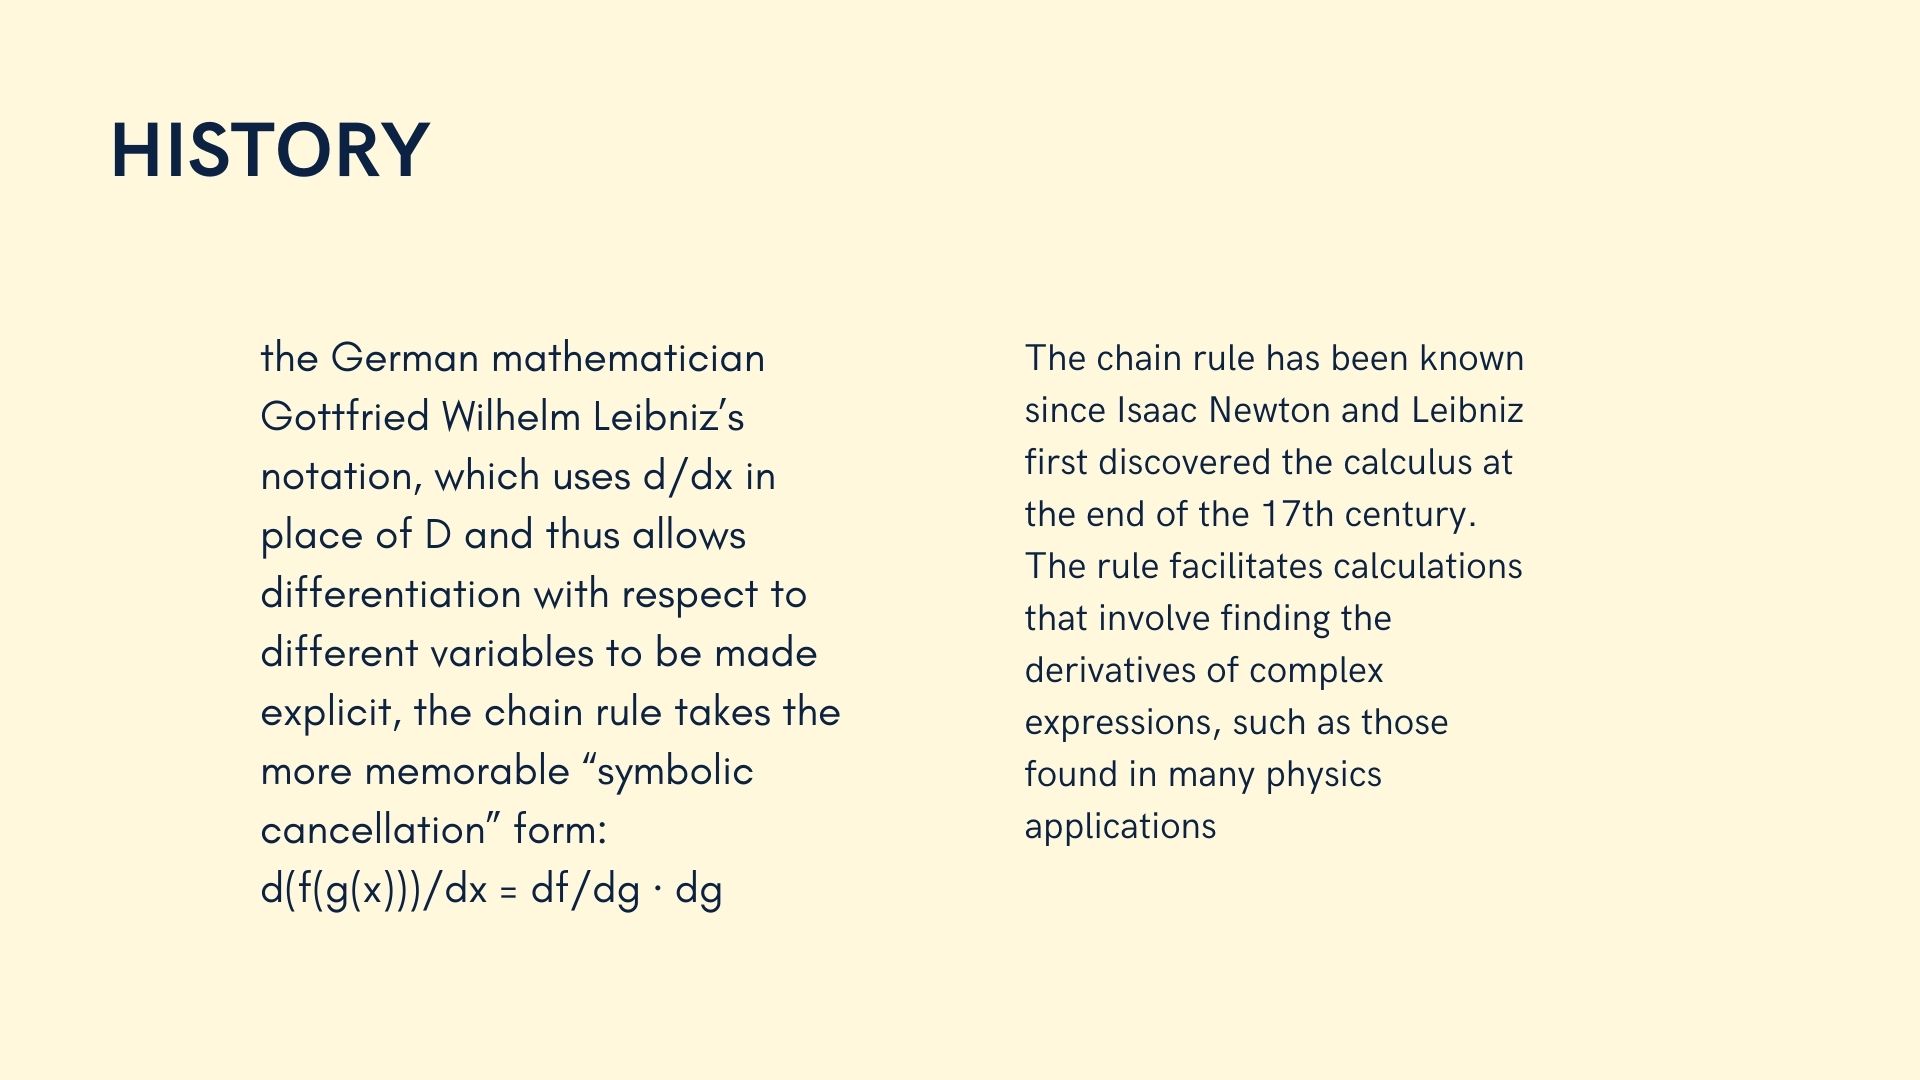 HISTORY
the German mathematician
Gottfried Wilhelm Leibniz’s
notation, which uses d/dx in
place of D and thus allows
differentiation with respect to
different variables to be made
explicit, the chain rule takes the
more memorable “symbolic
cancellation” form:
d(f(g(x)))/dx = df/dg · dg
The chain rule has been known
since Isaac Newton and Leibniz
first discovered the calculus at
the end of the 17th century.
The rule facilitates calculations
that involve finding the
derivatives of complex
expressions, such as those
found in many physics
applications